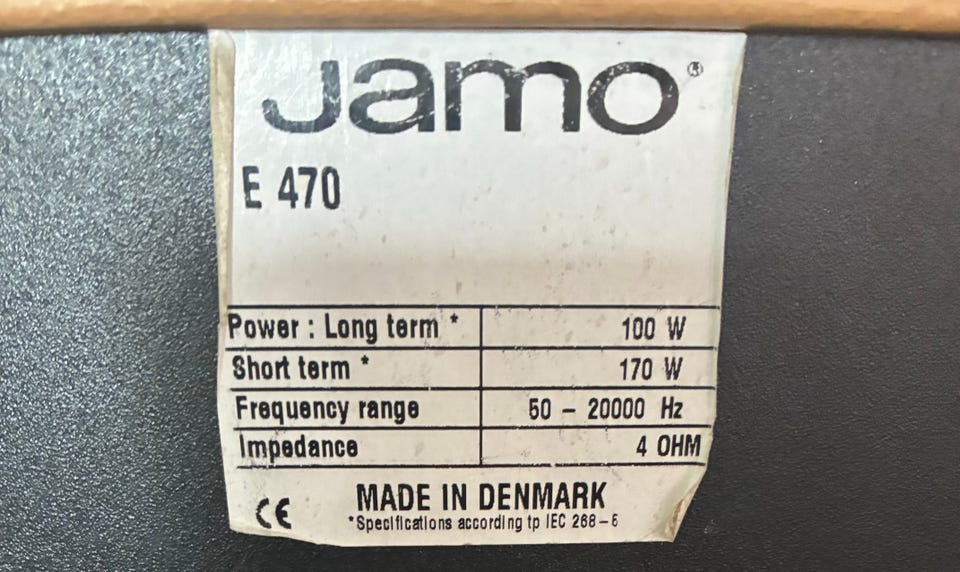 Jamo®
E 470
Power : Long term * 100 W
Short term * 170 W
Frequency range 50 – 20000 Hz
Impedance 4 OHM
CE MADE IN DENMARK
*Specifications according tp IEC 268–5